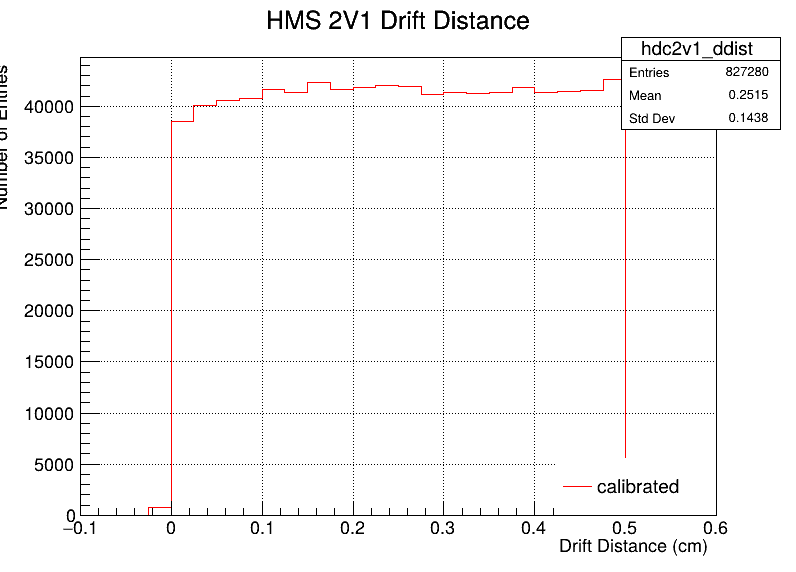 HMS 2V1 Drift Distance
hdc2v1_ddist
Entries 827280
Mean 0.2515
Std Dev 0.1438
Number of Entries
40000
35000
30000
25000
20000
15000
10000
5000
0
−0.1 0 0.1 0.2 0.3 0.4 0.5 0.6
Drift Distance (cm)
calibrated